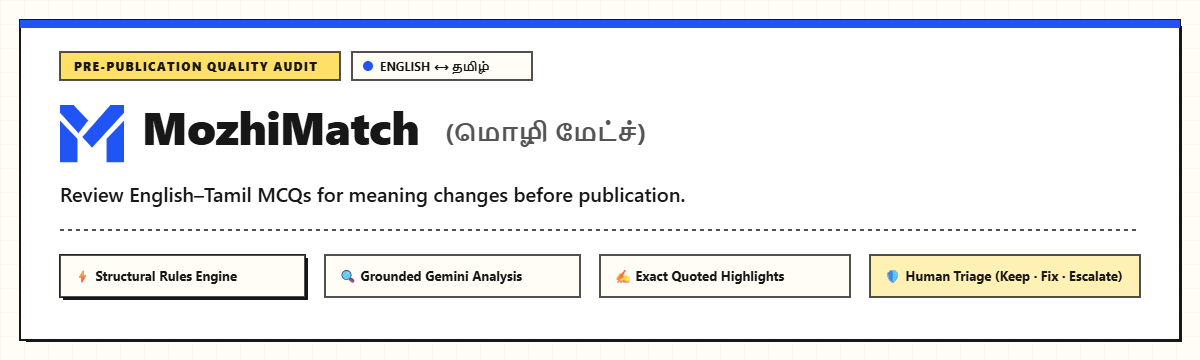 PRE-PUBLICATION QUALITY AUDIT
ENGLISH ↔ தமிழ்
MozhiMatch (மொழி மேட்ச்)
Review English–Tamil MCQs for meaning changes before publication.
Structural Rules Engine
Grounded Gemini Analysis
Exact Quoted Highlights
Human Triage (Keep · Fix · Escalate)